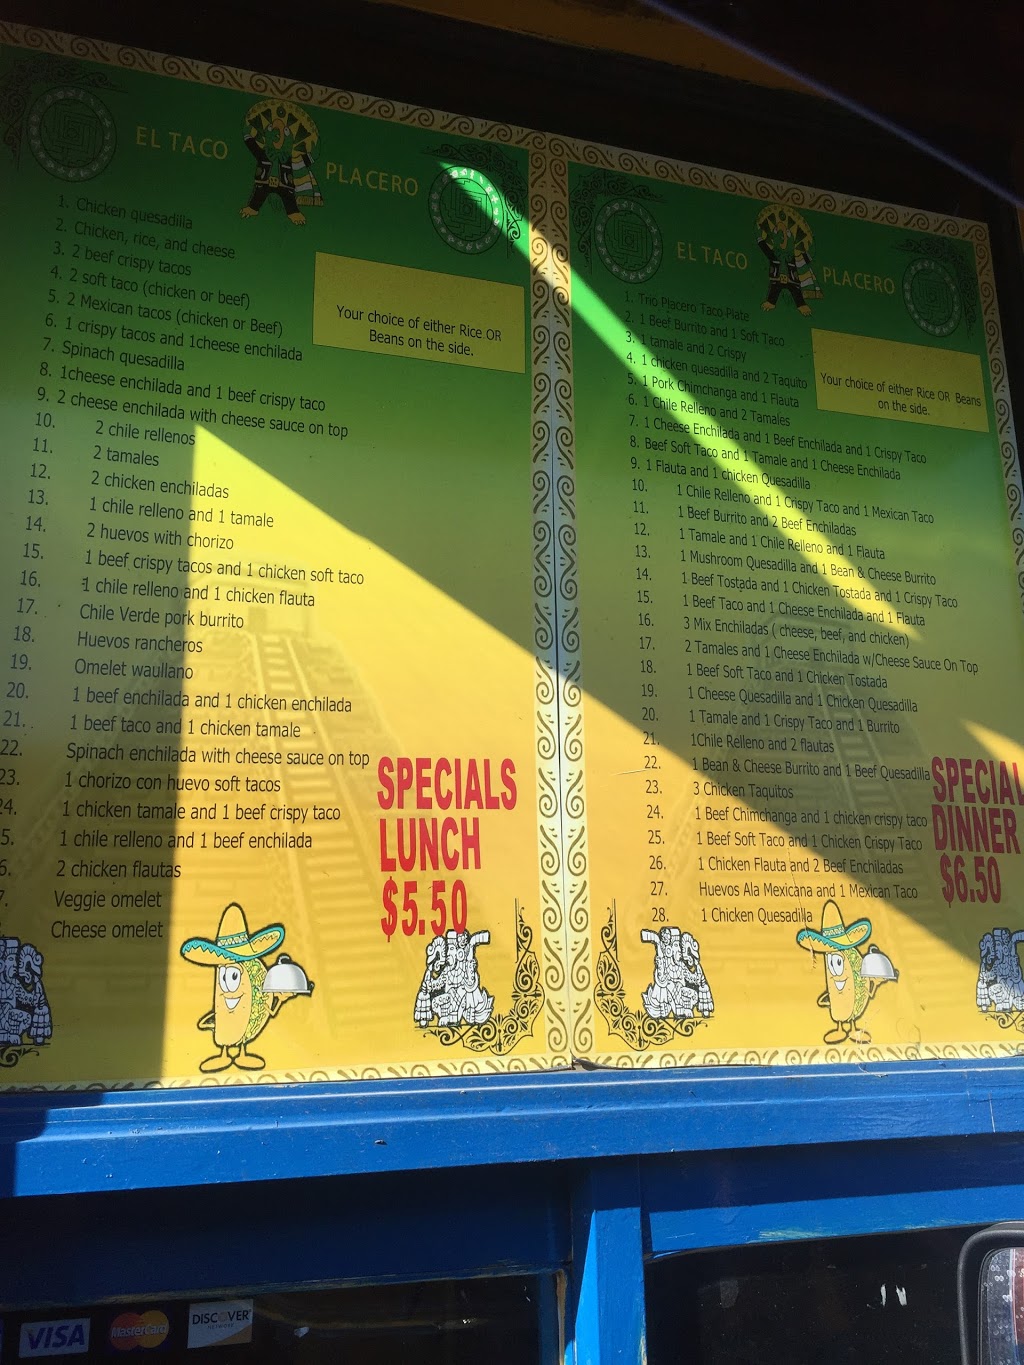 EL TACO PLACERO
1. Chicken quesadilla
2. Chicken, rice, and cheese
3. 2 beef crispy tacos
4. 2 soft taco (chicken or beef)
5. 2 Mexican tacos (chicken or Beef)
6. 1 crispy tacos and 1cheese enchilada
7. Spinach quesadilla
8. 1cheese enchilada and 1 beef crispy taco
9. 2 cheese enchilada with cheese sauce on top
10. 2 chile rellenos
11. 2 tamales
12. 2 chicken enchiladas
13. 1 chile relleno and 1 tamale
14. 2 huevos with chorizo
15. 1 beef crispy tacos and 1 chicken soft taco
16. 1 chile relleno and 1 chicken flauta
17. Chile Verde pork burrito
18. Huevos rancheros
19. Omelet waullano
20. 1 beef enchilada and 1 chicken enchilada
21. 1 beef taco and 1 chicken tamale
22. Spinach enchilada with cheese sauce on top
23. 1 chorizo con huevo soft tacos
24. 1 chicken tamale and 1 beef crispy taco
5. 1 chile relleno and 1 beef enchilada
6. 2 chicken flautas
7. Veggie omelet
Cheese omelet
Your choice of either Rice OR
Beans on the side.
SPECIALS
LUNCH
$5.50
EL TACO PLACERO
1. Trio Placero Taco Plate
2. 1 Beef Burrito and 1 Soft Taco
3. 1 tamale and 2 Crispy
4. 1 chicken quesadilla and 2 Taquito
5. 1 Pork Chimchanga and 1 Flauta
6. 1 Chile Relleno and 2 Tamales
7. 1 Cheese Enchilada and 1 Beef Enchilada and 1 Crispy Taco
8. Beef Soft Taco and 1 Tamale and 1 Cheese Enchilada
9. 1 Flauta and 1 chicken Quesadilla
10. 1 Chile Relleno and 1 Crispy Taco and 1 Mexican Taco
11. 1 Beef Burrito and 2 Beef Enchiladas
12. 1 Tamale and 1 Chile Relleno and 1 Flauta
13. 1 Mushroom Quesadilla and 1 Bean & Cheese Burrito
14. 1 Beef Tostada and 1 Chicken Tostada and 1 Crispy Taco
15. 1 Beef Taco and 1 Cheese Enchilada and 1 Flauta
16. 3 Mix Enchiladas ( cheese, beef, and chicken)
17. 2 Tamales and 1 Cheese Enchilada w/Cheese Sauce On Top
18. 1 Beef Soft Taco and 1 Chicken Tostada
19. 1 Cheese Quesadilla and 1 Chicken Quesadilla
20. 1 Tamale and 1 Crispy Taco and 1 Burrito
21. 1Chile Relleno and 2 flautas
22. 1 Bean & Cheese Burrito and 1 Beef Quesadilla
23. 3 Chicken Taquitos
24. 1 Beef Chimchanga and 1 chicken crispy taco
25. 1 Beef Soft Taco and 1 Chicken Crispy Taco
26. 1 Chicken Flauta and 2 Beef Enchiladas
27. Huevos Ala Mexicana and 1 Mexican Taco
28. 1 Chicken Quesadilla
Your choice of either Rice OR Beans
on the side.
SPECIAL
DINNER
$6.50
VISA MasterCard DISCOVER
NETWORK